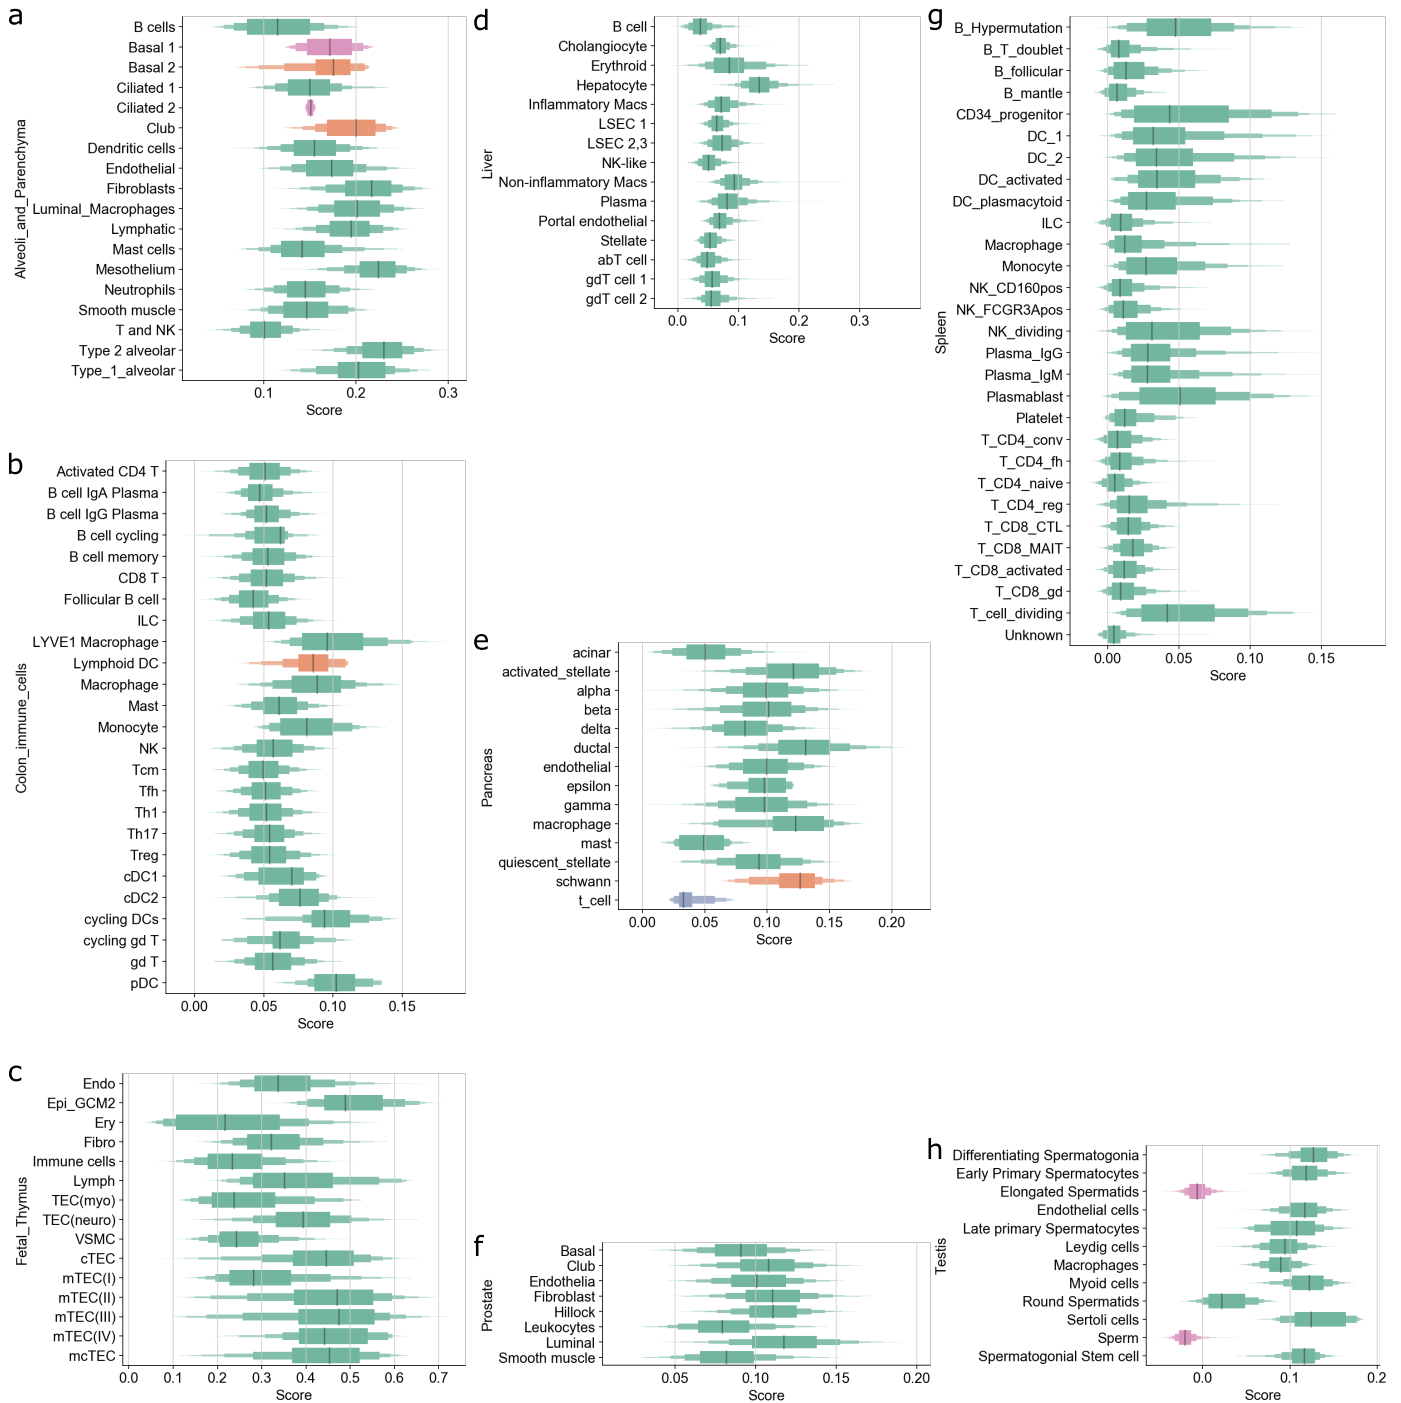 a
Alveoli_and_Parenchyma
B cells
Basal 1
Basal 2
Ciliated 1
Ciliated 2
Club
Dendritic cells
Endothelial
Fibroblasts
Luminal_Macrophages
Lymphatic
Mast cells
Mesothelium
Neutrophils
Smooth muscle
T and NK
Type 2 alveolar
Type_1_alveolar
0.1 0.2 0.3
Score
b
Colon_immune_cells
Activated CD4 T
B cell IgA Plasma
B cell IgG Plasma
B cell cycling
B cell memory
CD8 T
Follicular B cell
ILC
LYVE1 Macrophage
Lymphoid DC
Macrophage
Mast
Monocyte
NK
Tcm
Tfh
Th1
Th17
Treg
cDC1
cDC2
cycling DCs
cycling gd T
gd T
pDC
0.00 0.05 0.10 0.15
Score
c
Fetal_Thymus
Endo
Epi_GCM2
Ery
Fibro
Immune cells
Lymph
TEC(myo)
TEC(neuro)
VSMC
cTEC
mTEC(I)
mTEC(II)
mTEC(III)
mTEC(IV)
mcTEC
0.0 0.1 0.2 0.3 0.4 0.5 0.6 0.7
Score
d
Liver
B cell
Cholangiocyte
Erythroid
Hepatocyte
Inflammatory Macs
LSEC 1
LSEC 2,3
NK-like
Non-inflammatory Macs
Plasma
Portal endothelial
Stellate
abT cell
gdT cell 1
gdT cell 2
0.0 0.1 0.2 0.3
Score
e
Pancreas
acinar
activated_stellate
alpha
beta
delta
ductal
endothelial
epsilon
gamma
macrophage
mast
quiescent_stellate
schwann
t_cell
0.00 0.05 0.10 0.15 0.20
Score
f
Prostate
Basal
Club
Endothelia
Fibroblast
Hillock
Leukocytes
Luminal
Smooth muscle
0.05 0.10 0.15 0.20
Score
g
Spleen
B_Hypermutation
B_T_doublet
B_follicular
B_mantle
CD34_progenitor
DC_1
DC_2
DC_activated
DC_plasmacytoid
ILC
Macrophage
Monocyte
NK_CD160pos
NK_FCGR3Apos
NK_dividing
Plasma_IgG
Plasma_IgM
Plasmablast
Platelet
T_CD4_conv
T_CD4_fh
T_CD4_naive
T_CD4_reg
T_CD8_CTL
T_CD8_MAIT
T_CD8_activated
T_CD8_gd
T_cell_dividing
Unknown
0.00 0.05 0.10 0.15
Score
h
Testis
Differentiating Spermatogonia
Early Primary Spermatocytes
Elongated Spermatids
Endothelial cells
Late primary Spermatocytes
Leydig cells
Macrophages
Myoid cells
Round Spermatids
Sertoli cells
Sperm
Spermatogonial Stem cell
0.0 0.1 0.2
Score